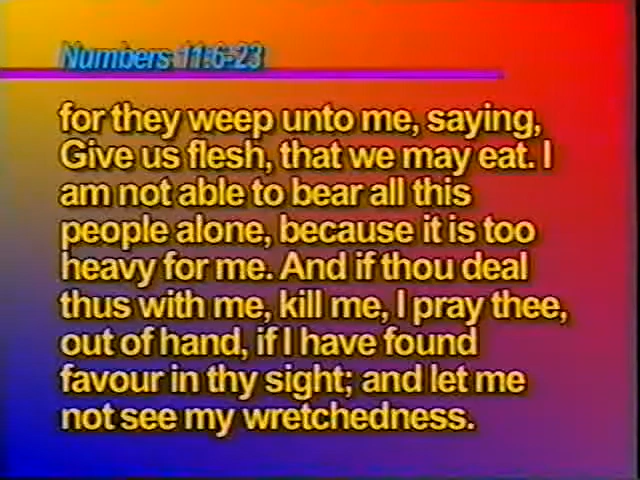 Numbers 11:6-23
for they weep unto me, saying,
Give us flesh, that we may eat. I
am not able to bear all this
people alone, because it is too
heavy for me. And if thou deal
thus with me, kill me, I pray thee,
out of hand, if I have found
favour in thy sight; and let me
not see my wretchedness.